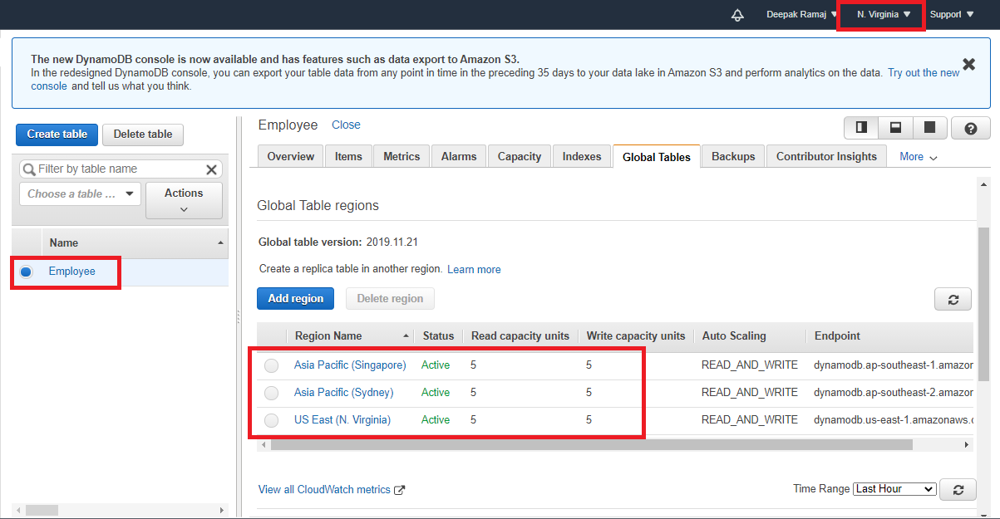 Deepak Ramaj
N. Virginia
Support
The new DynamoDB console is now available and has features such as data export to Amazon S3.
In the redesigned DynamoDB console, you can export your table data from any point in time in the preceding 35 days to your data lake in Amazon S3 and perform analytics on the data. Try out the new
console and tell us what you think.
Create table
Delete table
Filter by table name
Choose a table ...
Actions
Name
Employee
Employee
Close
Overview
Items
Metrics
Alarms
Capacity
Indexes
Global Tables
Backups
Contributor Insights
More
Global Table regions
Global table version: 2019.11.21
Create a replica table in another region. Learn more
Add region
Delete region
Region Name Status Read capacity units Write capacity units Auto Scaling Endpoint
Asia Pacific (Singapore) Active 5 5 READ_AND_WRITE dynamodb.ap-southeast-1.amazor
Asia Pacific (Sydney) Active 5 5 READ_AND_WRITE dynamodb.ap-southeast-2.amazor
US East (N. Virginia) Active 5 5 READ_AND_WRITE dynamodb.us-east-1.amazonaws.c
View all CloudWatch metrics
Time Range Last Hour